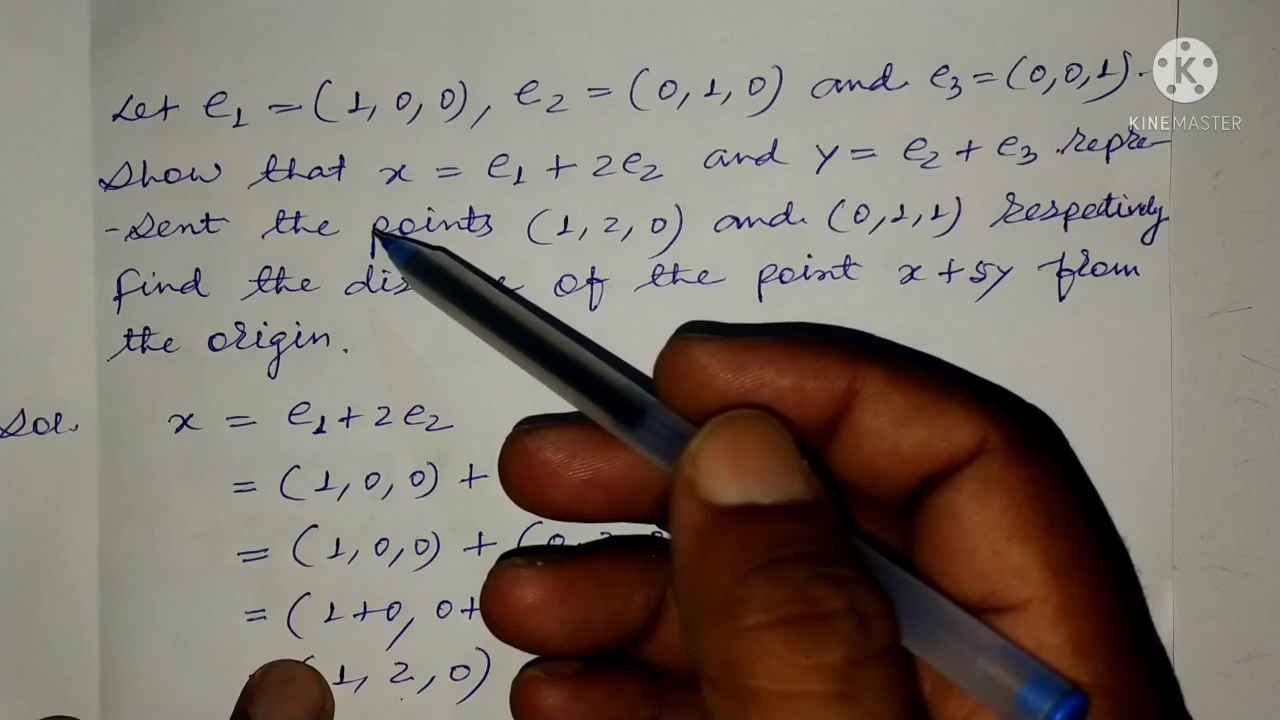 Let e₁ = (1, 0, 0), e₂ = (0, 1, 0) and e₃ = (0, 0, 1).
KINEMASTER
Show that x = e₁ + 2e₂ and y = e₂ + e₃ repre-
-sent the points (1, 2, 0) and (0, 1, 1) respectively
find the of the point x + 5y from
the origin.
Sol. x = e₁ + 2e₂
= (1, 0, 0) +
= (1, 0, 0) + (0, 2,
= (1+0, 0+
(1, 2, 0)